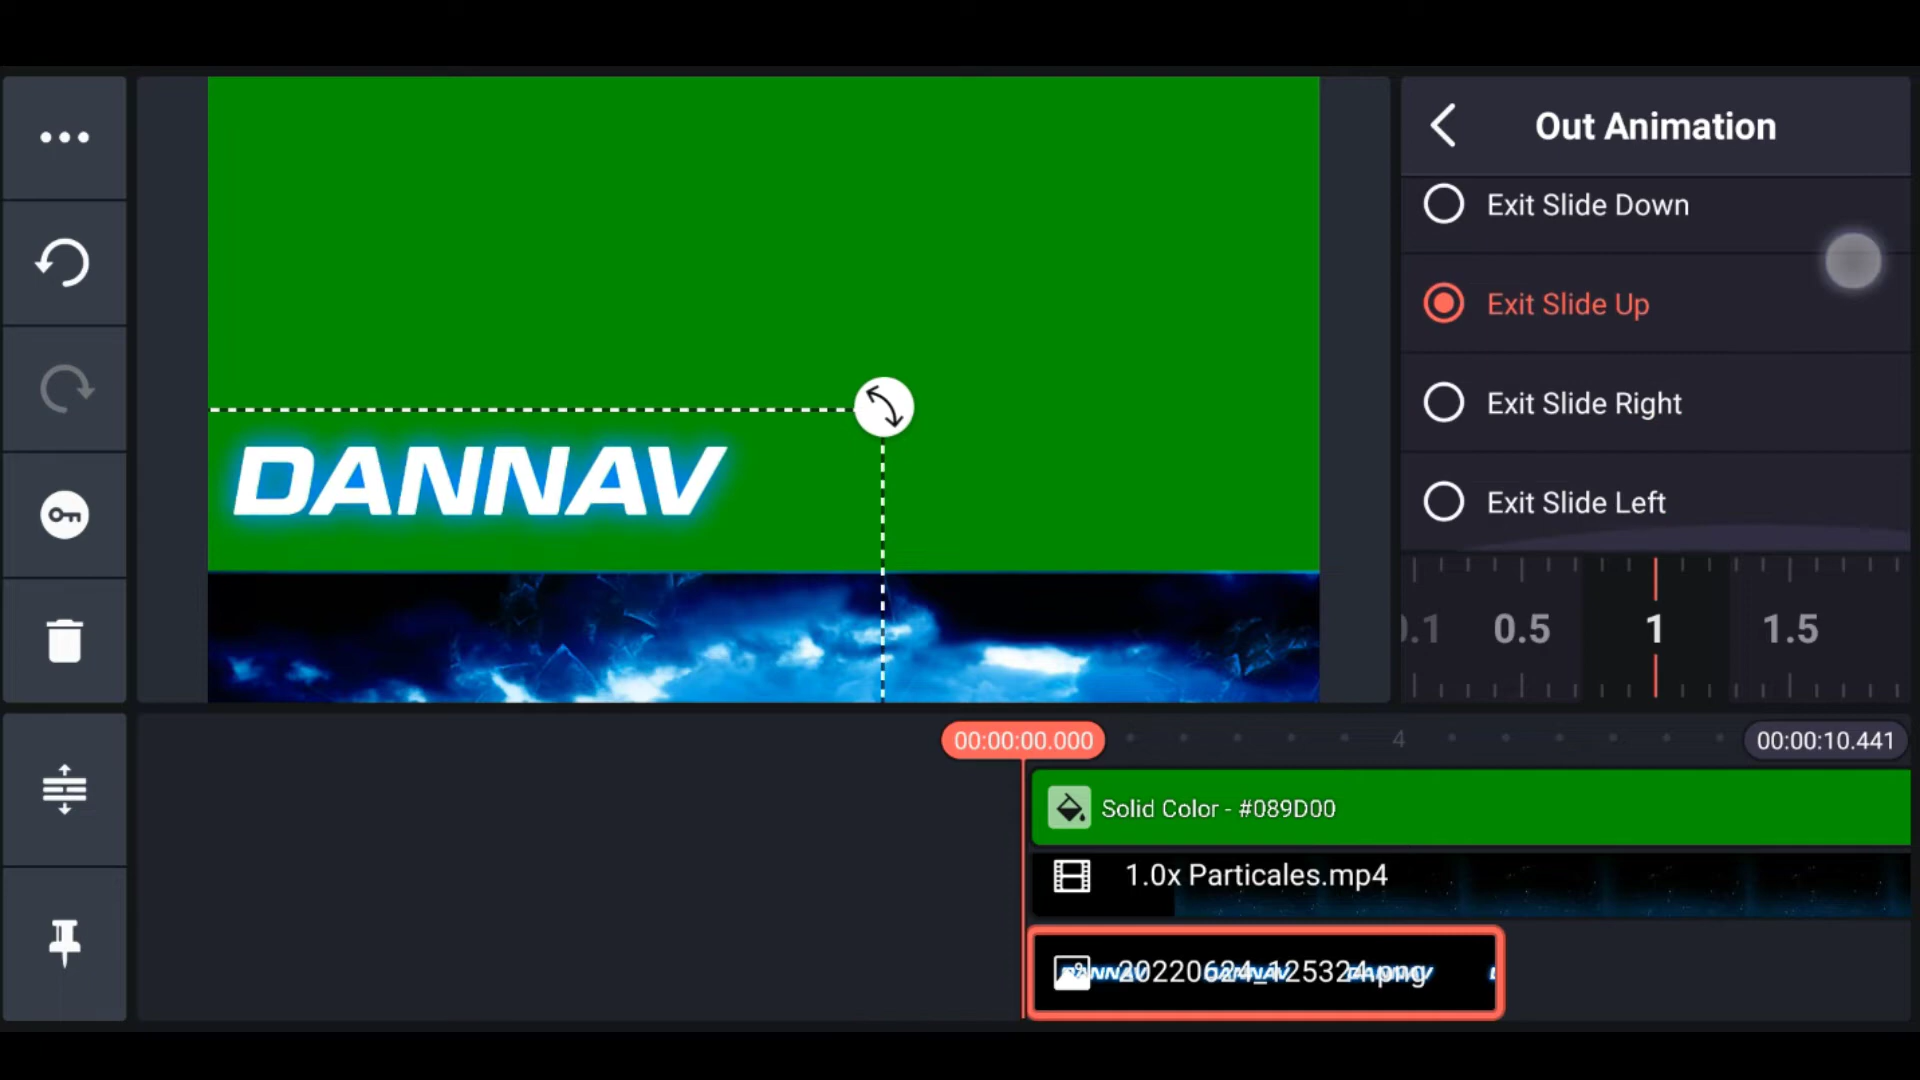 Out Animation
Exit Slide Down
Exit Slide Up
Exit Slide Right
Exit Slide Left
0.5 1 1.5
DANNAV
00:00:00.000 4 00:00:10.441
Solid Color - #089D00
1.0x Particales.mp4
20220624_125324.png